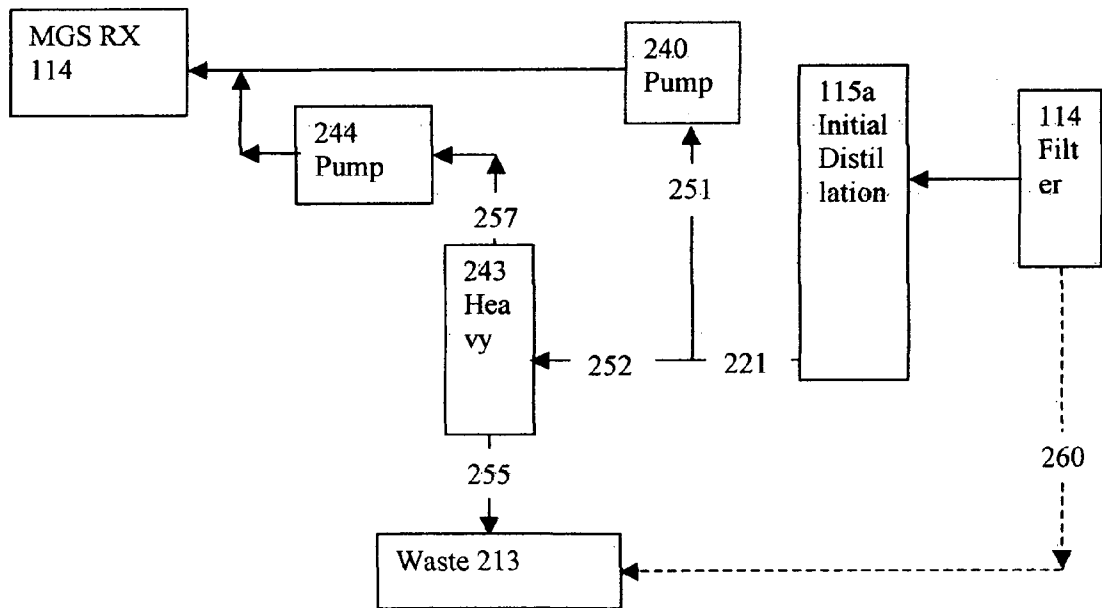 MGS RX
114
240
Pump
115a
Initial
Distil
lation
114
Filt
er
244
Pump
251
257
243
Hea
vy
252
221
255
260
Waste 213